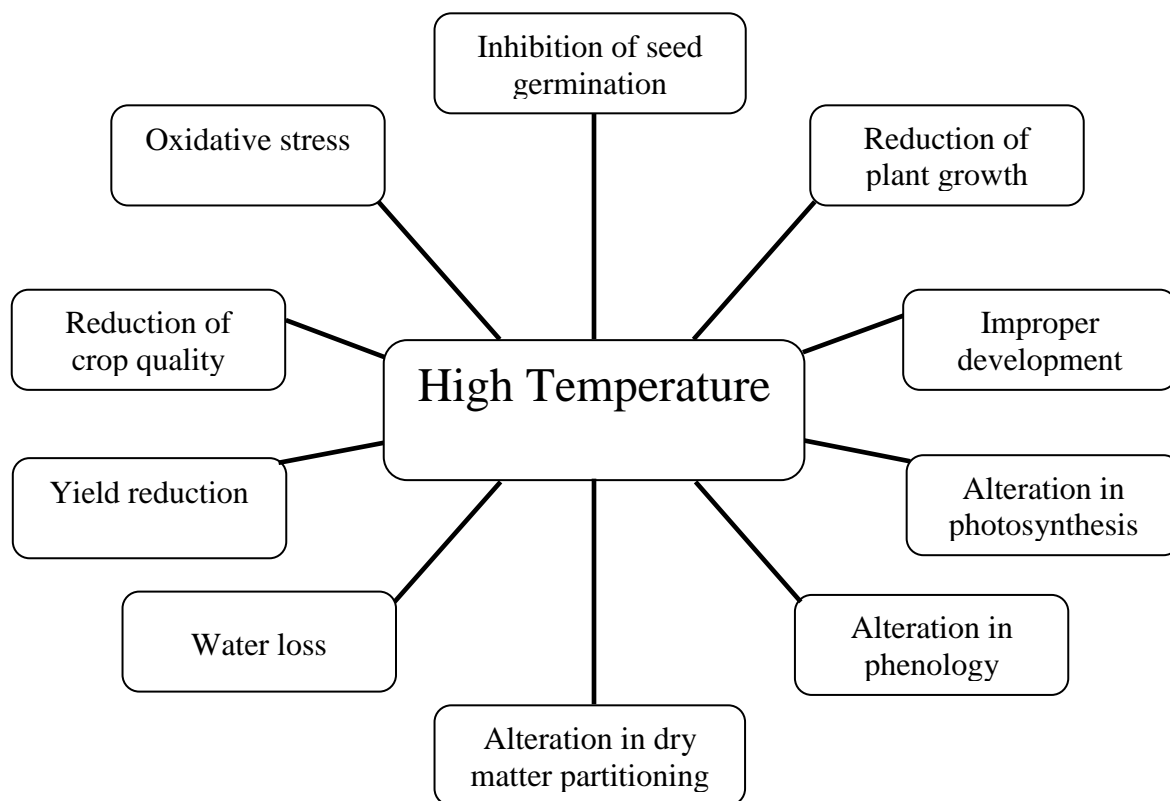 Inhibition of seed
germination
Oxidative stress
Reduction of
plant growth
Reduction of
crop quality
High Temperature
Improper
development
Yield reduction
Alteration in
photosynthesis
Water loss
Alteration in
phenology
Alteration in dry
matter partitioning